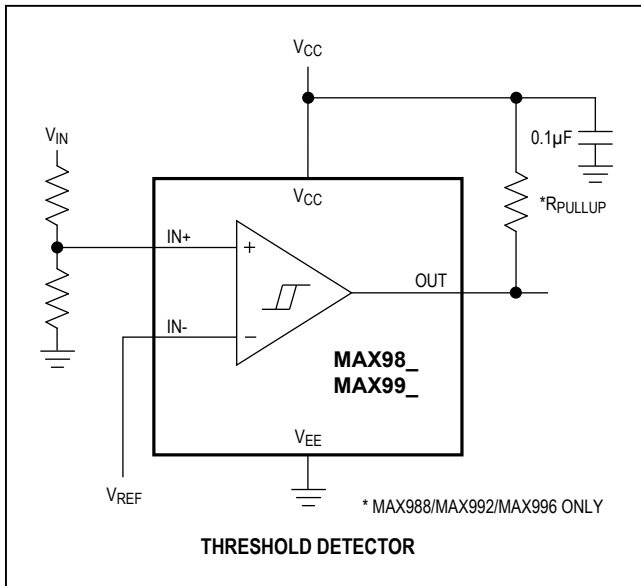 VCC
VIN
0.1µF
VCC
*RPULLUP
IN+
+
OUT
IN-
-
MAX98_
MAX99_
VEE
VREF
* MAX988/MAX992/MAX996 ONLY
THRESHOLD DETECTOR